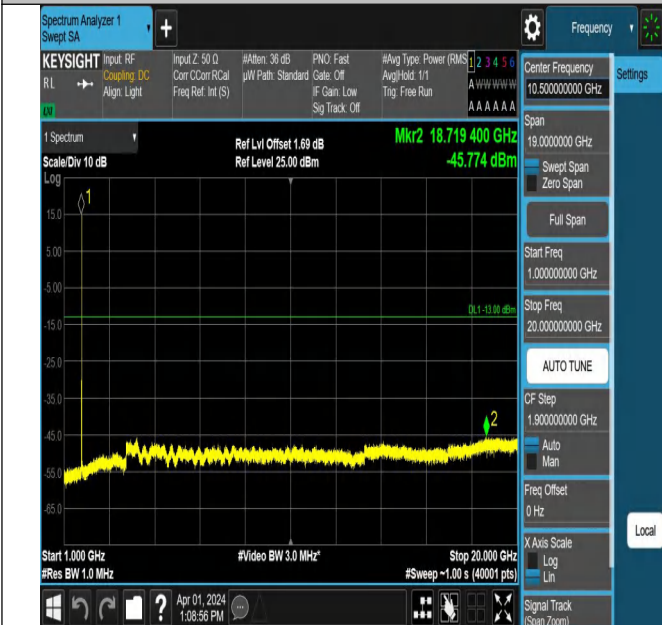 Spectrum Analyzer 1
Swept SA
Frequency
KEYSIGHT
RL
Input: RF
Coupling: DC
Align: Light
Input Z: 50 Ω
Corr CCorr RCal
Freq Ref: Int (S)
#Atten: 36 dB
µW Path: Standard
PNO: Fast
Gate: Off
IF Gain: Low
Sig Track: Off
#Avg Type: Power (RMS
Avg|Hold: 1/1
Trig: Free Run
1 2 3 4 5 6
A W W W W W
A A A A A A
1 Spectrum
Scale/Div 10 dB
Log
Ref Lvl Offset 1.69 dB
Ref Level 25.00 dBm
Mkr2 18.719 400 GHz
-45.774 dBm
1
15.0
5.00
-5.00
DL1 -13.00 dBm
-15.0
-25.0
-35.0
2
-45.0
-55.0
-65.0
Start 1.000 GHz
#Res BW 1.0 MHz
#Video BW 3.0 MHz*
Stop 20.000 GHz
#Sweep ~1.00 s (40001 pts)
?
Apr 01, 2024
1:08:56 PM
Center Frequency
10.500000000 GHz
Settings
Span
19.0000000 GHz
Swept Span
Zero Span
Full Span
Start Freq
1.000000000 GHz
Stop Freq
20.000000000 GHz
AUTO TUNE
CF Step
1.900000000 GHz
Auto
Man
Freq Offset
0 Hz
Local
X Axis Scale
Log
Lin
Signal Track
(Span Zoom)